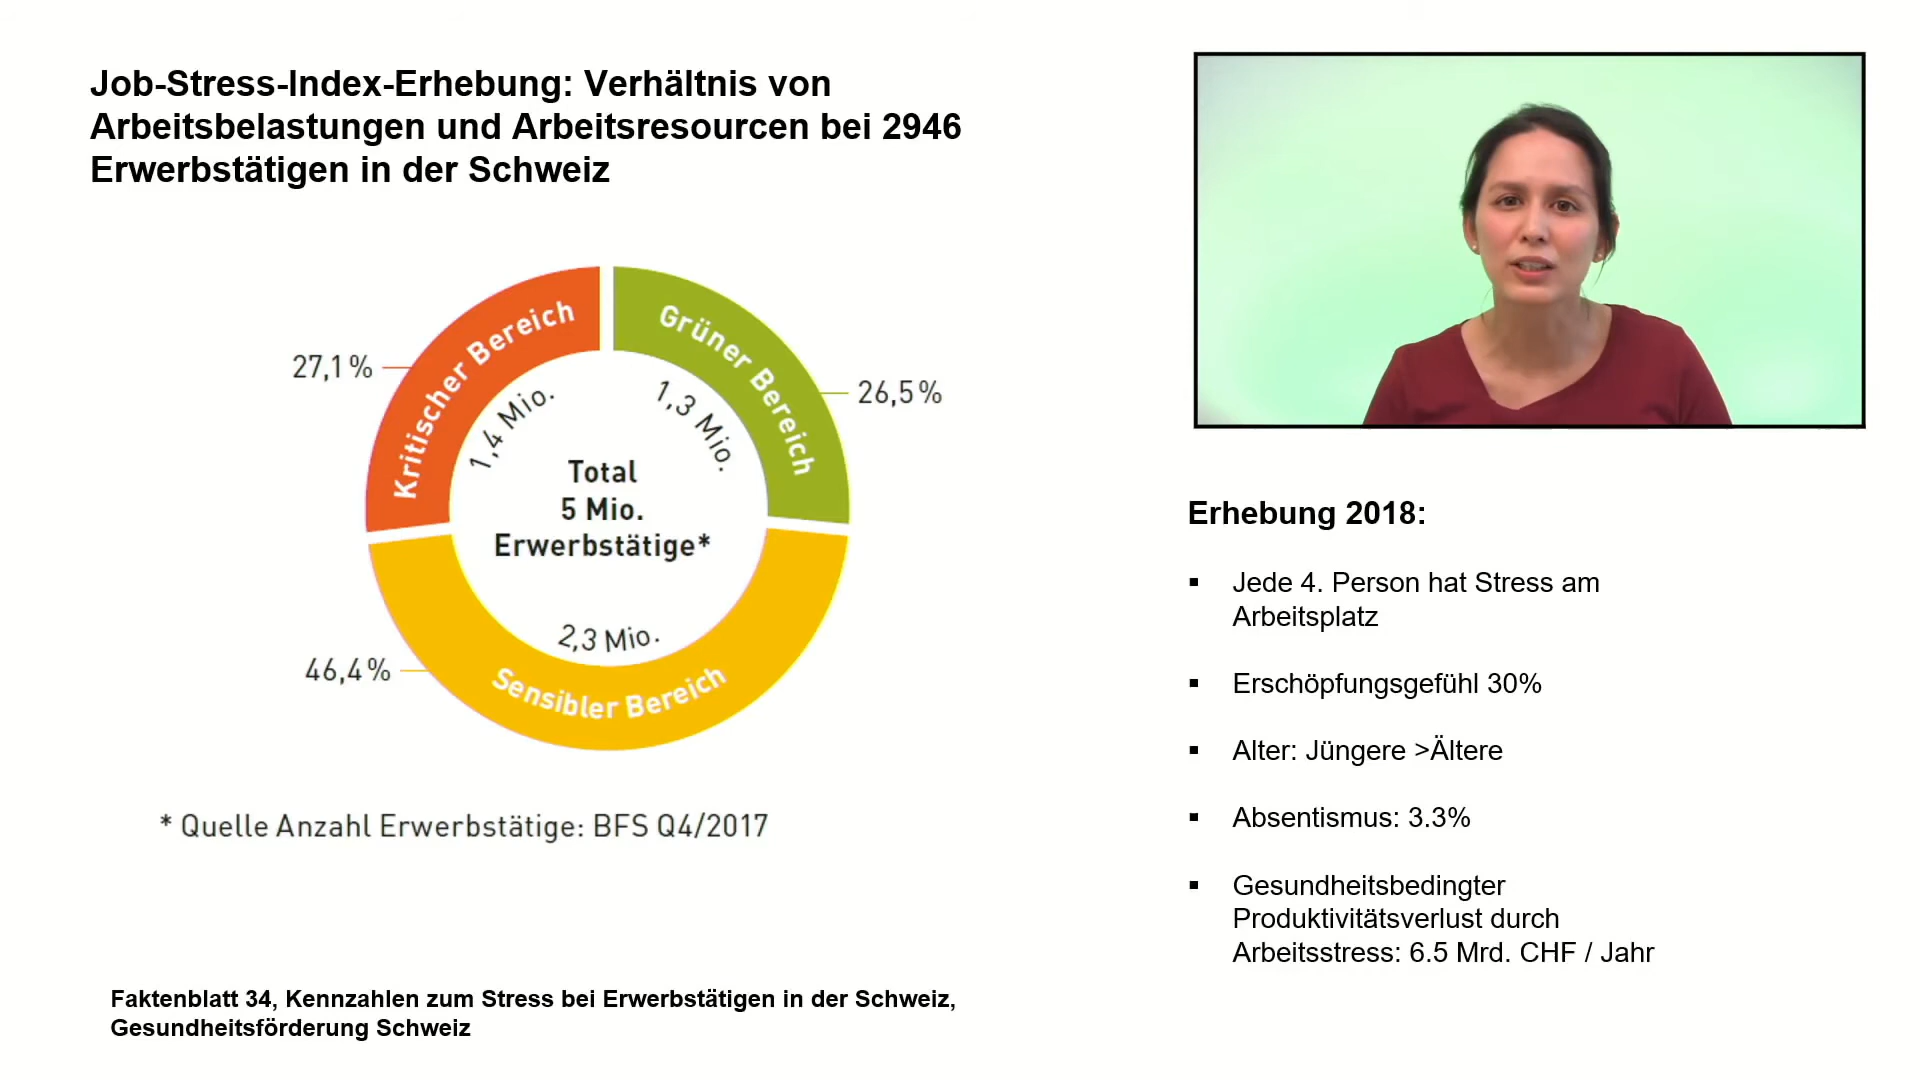 Job-Stress-Index-Erhebung: Verhältnis von
Arbeitsbelastungen und Arbeitsresourcen bei 2946
Erwerbstätigen in der Schweiz
Kritischer Bereich
27,1 %
1,4 Mio.
Grüner Bereich
26,5 %
1,3 Mio.
Total
5 Mio.
Erwerbstätige*
2,3 Mio.
46,4 %
Sensibler Bereich
* Quelle Anzahl Erwerbstätige: BFS Q4/2017
Faktenblatt 34, Kennzahlen zum Stress bei Erwerbstätigen in der Schweiz,
Gesundheitsförderung Schweiz
Erhebung 2018:
▪ Jede 4. Person hat Stress am
Arbeitsplatz
▪ Erschöpfungsgefühl 30%
▪ Alter: Jüngere >Ältere
▪ Absentismus: 3.3%
▪ Gesundheitsbedingter
Produktivitätsverlust durch
Arbeitsstress: 6.5 Mrd. CHF / Jahr